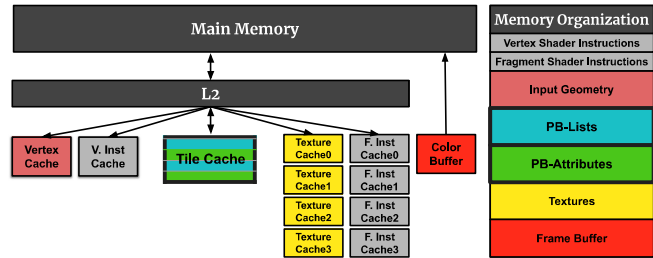 Main Memory
L2
Vertex
Cache
V. Inst
Cache
Tile Cache
Texture
Cache0
Texture
Cache1
Texture
Cache2
Texture
Cache3
F. Inst
Cache0
F. Inst
Cache1
F. Inst
Cache2
F. Inst
Cache3
Color
Buffer
Memory Organization
Vertex Shader Instructions
Fragment Shader Instructions
Input Geometry
PB-Lists
PB-Attributes
Textures
Frame Buffer